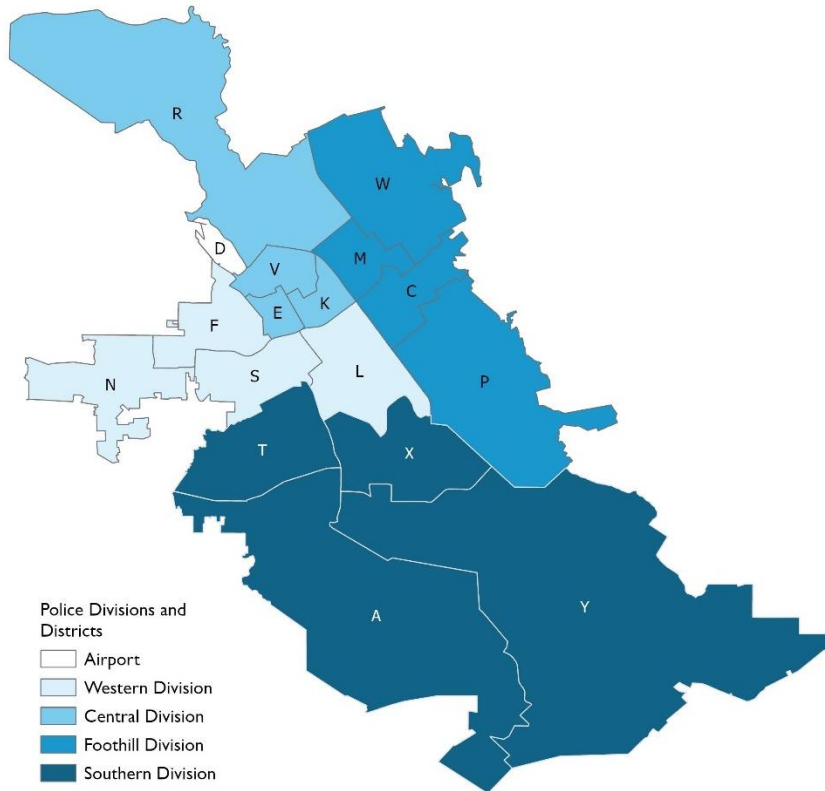 R
W
D
M
V
C
K
E
F
L
S
P
N
T
X
A
Y
Police Divisions and
Districts
Airport
Western Division
Central Division
Foothill Division
Southern Division